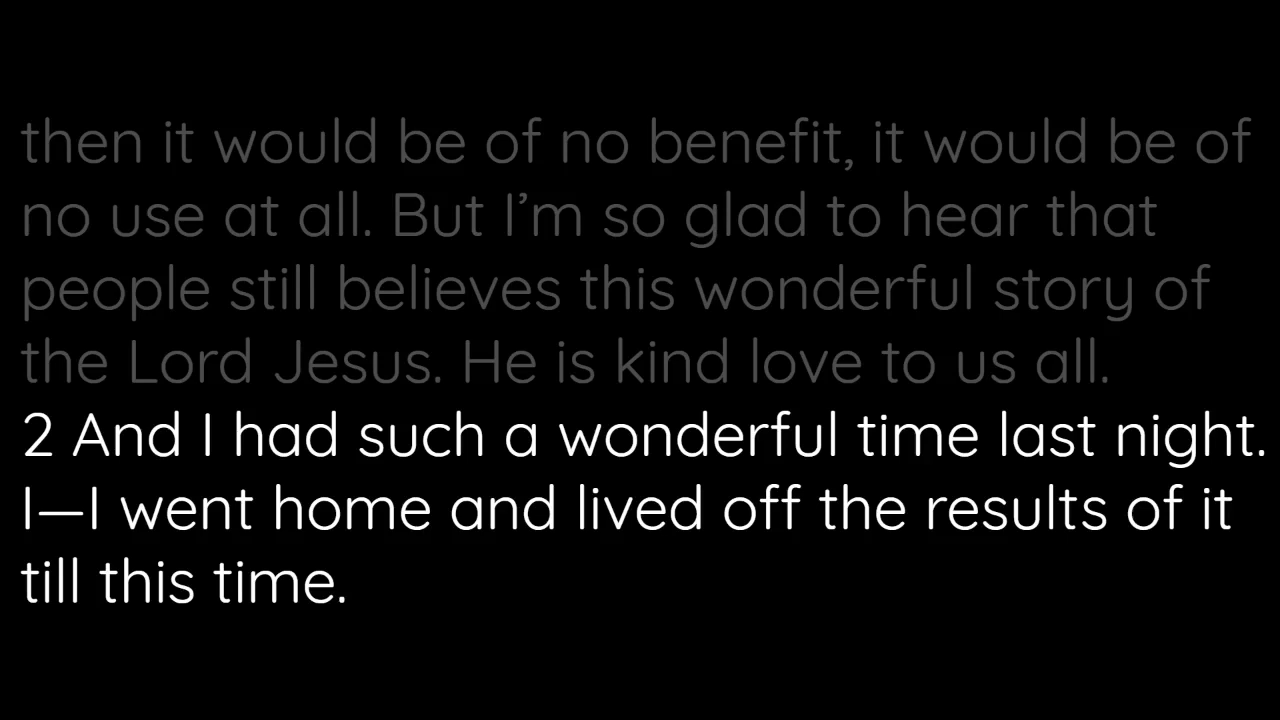 then it would be of no benefit, it would be of
no use at all. But I’m so glad to hear that
people still believes this wonderful story of
the Lord Jesus. He is kind love to us all.
2 And I had such a wonderful time last night.
I—I went home and lived off the results of it
till this time.